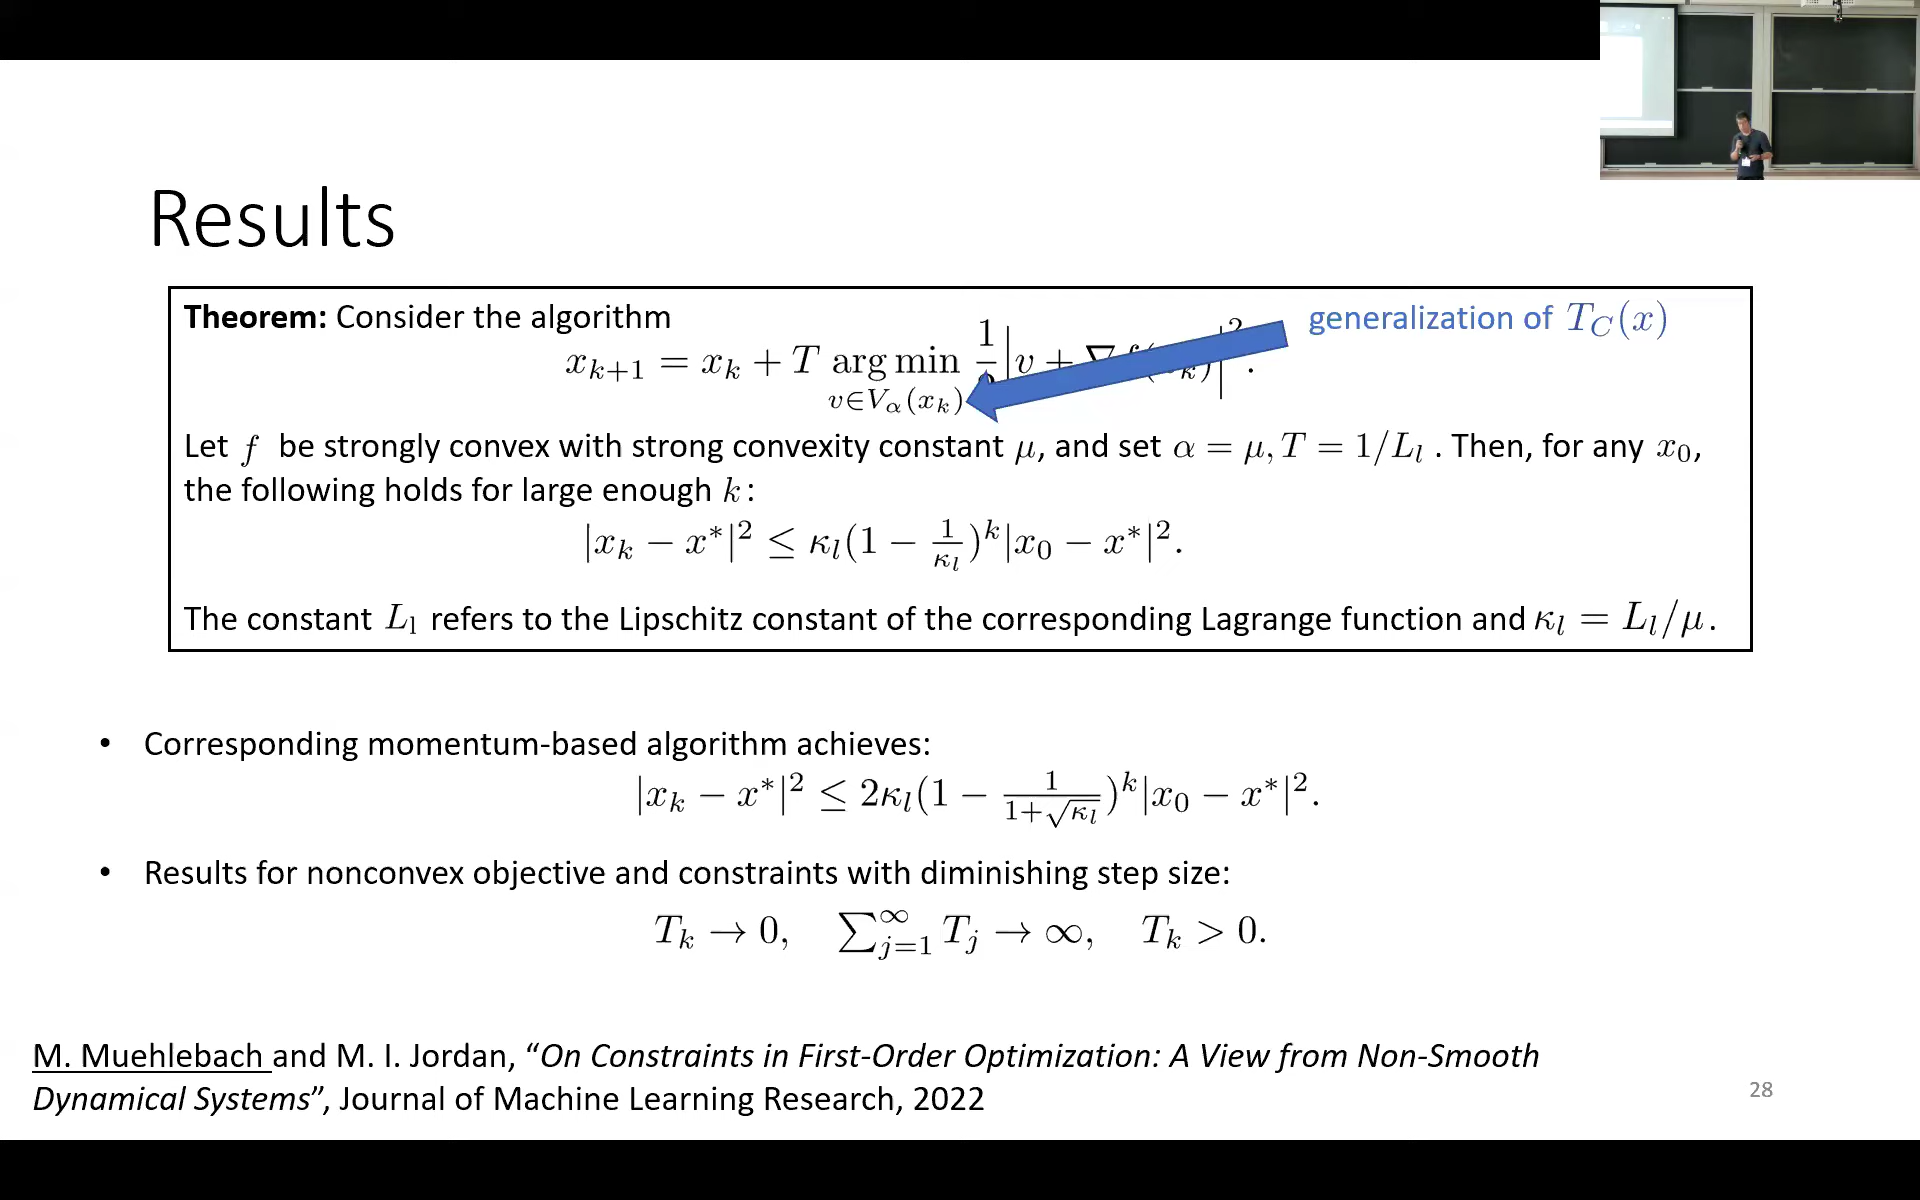 Results
Theorem: Consider the algorithm
generalization of T_C(x)
x_{k+1} = x_k + T arg min_{v∈V_α(x_k)} 1/ |v + ∇ f( _k)|^2.
Let f be strongly convex with strong convexity constant μ, and set α = μ, T = 1/L_l . Then, for any x_0,
the following holds for large enough k:
|x_k − x*|^2 ≤ κ_l(1 − 1/κ_l)^k|x_0 − x*|^2.
The constant L_l refers to the Lipschitz constant of the corresponding Lagrange function and κ_l = L_l/μ.
• Corresponding momentum-based algorithm achieves:
|x_k − x*|^2 ≤ 2κ_l(1 − 1/(1+√κ_l))^k|x_0 − x*|^2.
• Results for nonconvex objective and constraints with diminishing step size:
T_k → 0, ∑_{j=1}^∞ T_j → ∞, T_k > 0.
M. Muehlebach and M. I. Jordan, “On Constraints in First-Order Optimization: A View from Non-Smooth
Dynamical Systems”, Journal of Machine Learning Research, 2022
28